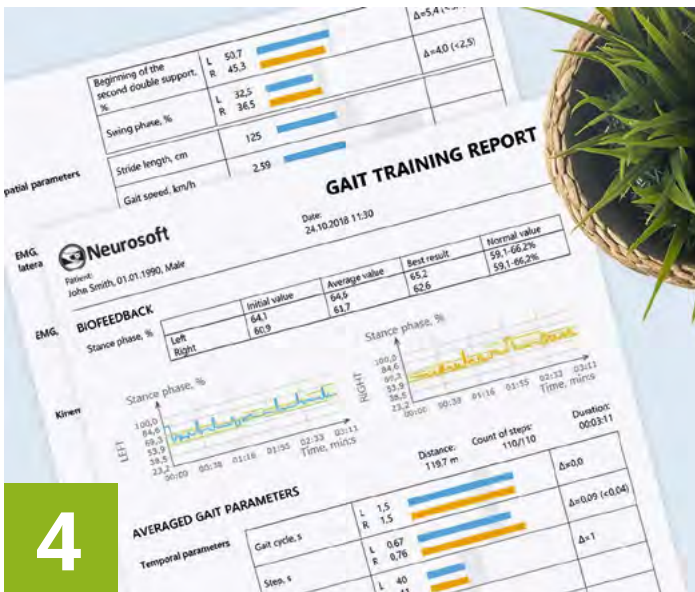 Δ=5,4
Beginning of the
second double support,
%
L 50,7
R 45,3
Δ=4,0 (<2,5)
Swing phase, %
L 32,5
R 36,5
patial parameters
Stride length, cm
125
Gait speed, km/h
2.59
EMG,
latera
EMG,
Kinem
GAIT TRAINING REPORT
Neurosoft
Date:
24.10.2018 11:30
Patient:
John Smith, 01.01.1990, Male
BIOFEEDBACK
Initial value Average value Best result Normal value
Stance phase, %
Left 64,1 64,6 65,2 59,1-66,2%
Right 60,9 63,7 62,6 59,1-66,2%
Stance phase, %
LEFT
100,0
84,6
69,3
53,9
38,5
23,2
00:00 00:38 01:16 01:55 02:33 03:11
Time, min:s
Stance phase, %
RIGHT
100,0
84,6
69,3
53,9
38,5
23,2
00:00 00:38 01:16 01:55 02:33 03:11
Time, min:s
Distance:
119.7 m
Count of steps:
110/110
Duration:
00:03:11
AVERAGED GAIT PARAMETERS
Temporal parameters
Gait cycle, s
L 1,5
R 1,5
Δ=0,0
Step, s
L 0,67
R 0,76
Δ=0,09 (<0,04)
L 40
Δ=1
4